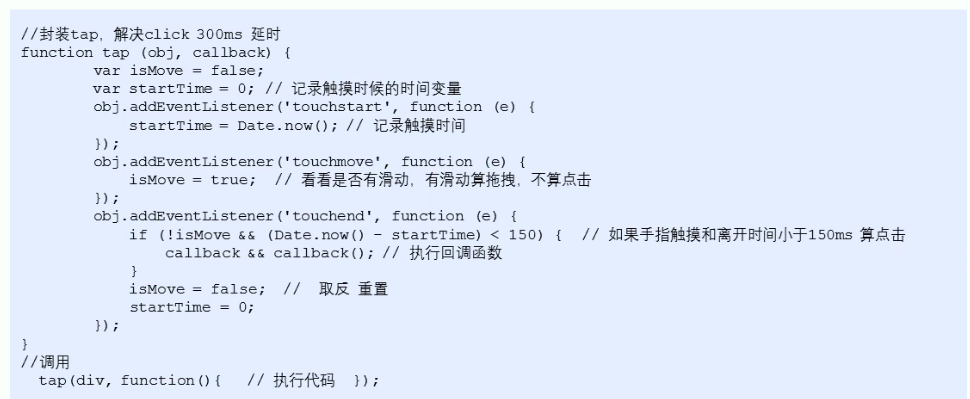 //封装tap，解决click 300ms 延时
function tap (obj, callback) {
        var isMove = false;
        var startTime = 0; // 记录触摸时候的时间变量
        obj.addEventListener('touchstart', function (e) {
            startTime = Date.now(); // 记录触摸时间
        });
        obj.addEventListener('touchmove', function (e) {
            isMove = true;  // 看看是否有滑动，有滑动算拖拽，不算点击
        });
        obj.addEventListener('touchend', function (e) {
            if (!isMove && (Date.now() - startTime) < 150) {  // 如果手指触摸和离开时间小于150ms 算点击
                callback && callback(); // 执行回调函数
            }
            isMove = false;  //  取反 重置
            startTime = 0;
        });
}
//调用
  tap(div, function(){   // 执行代码  });